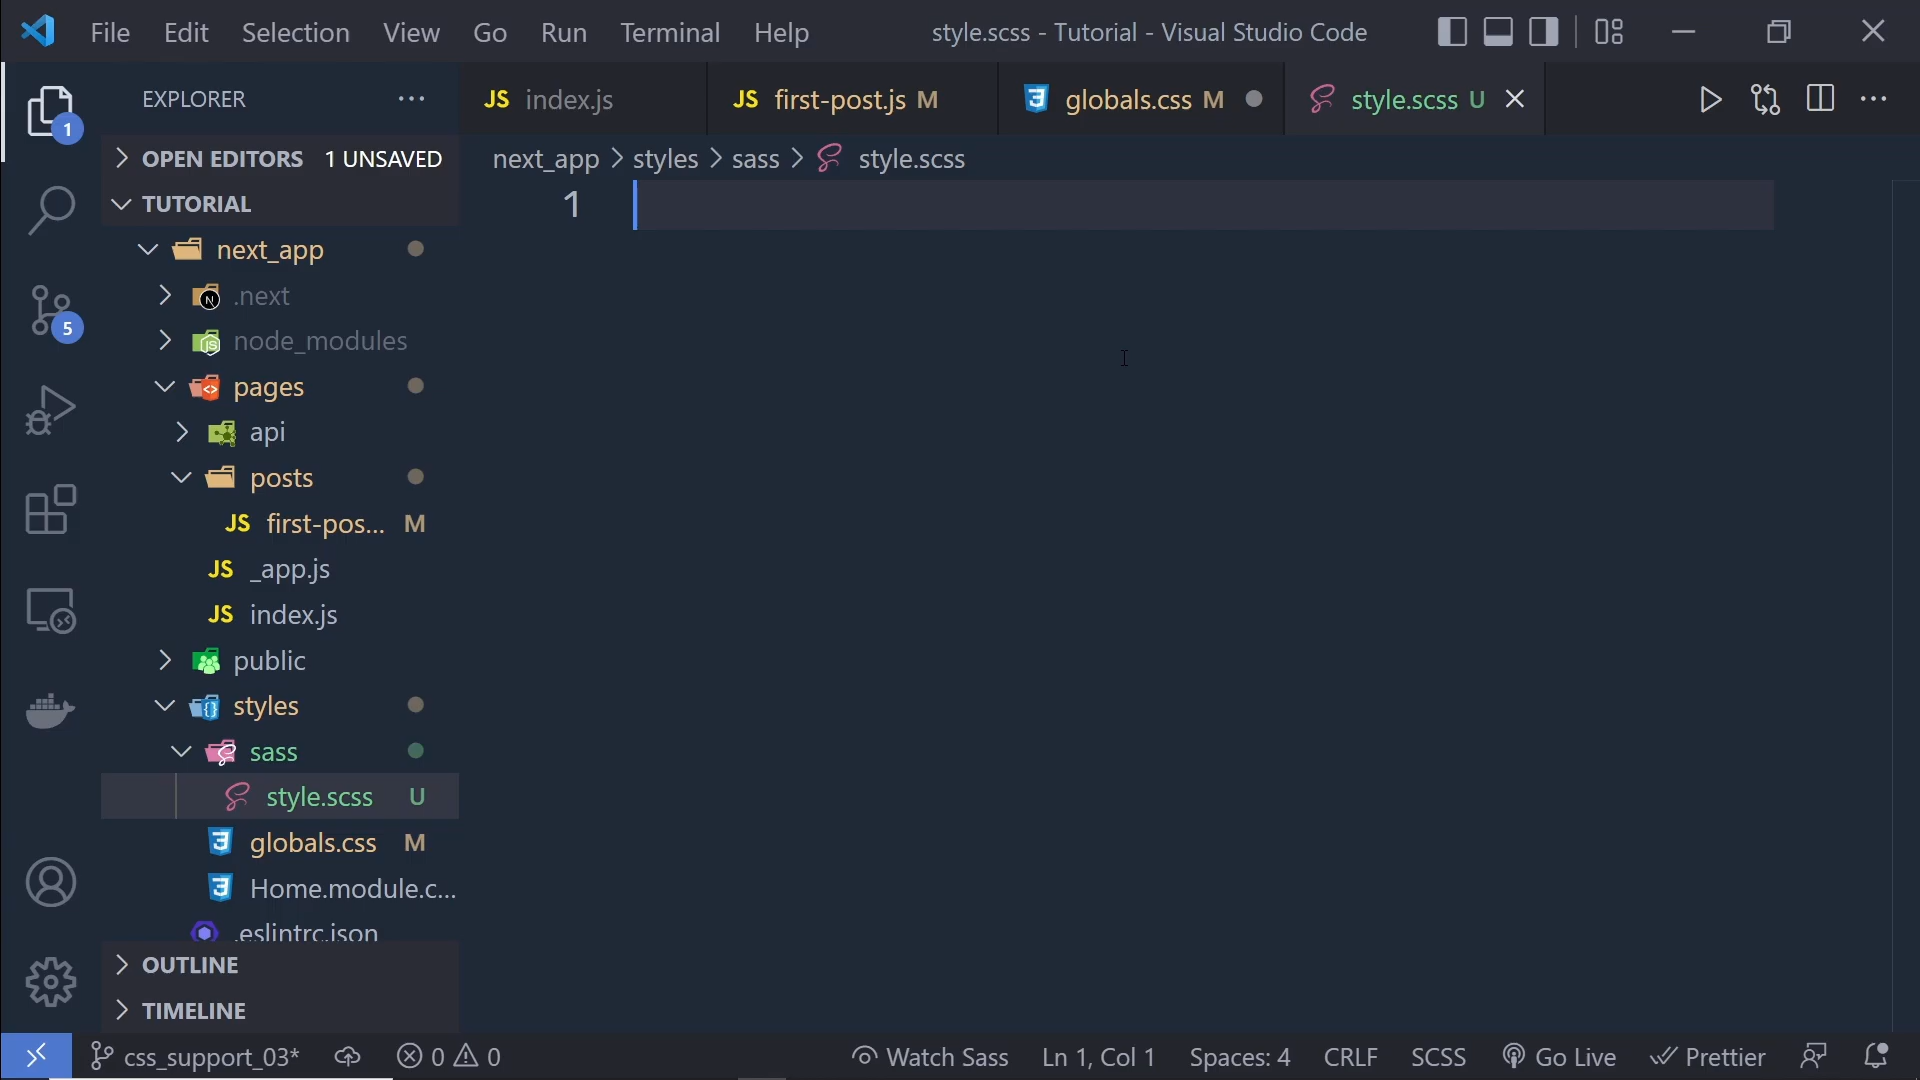 File Edit Selection View Go Run Terminal Help style.scss - Tutorial - Visual Studio Code
EXPLORER
JS index.js JS first-post.js M globals.css M style.scss U
1
OPEN EDITORS 1 UNSAVED
next_app > styles > sass > style.scss
TUTORIAL
1
next_app
N .next
JS node_modules
pages
api
posts
JS first-pos... M
JS _app.js
JS index.js
public
styles
sass
style.scss U
globals.css M
Home.module.c...
.eslintrc.json
OUTLINE
TIMELINE
5
css_support_03* 0 0 Watch Sass Ln 1, Col 1 Spaces: 4 CRLF SCSS Go Live Prettier